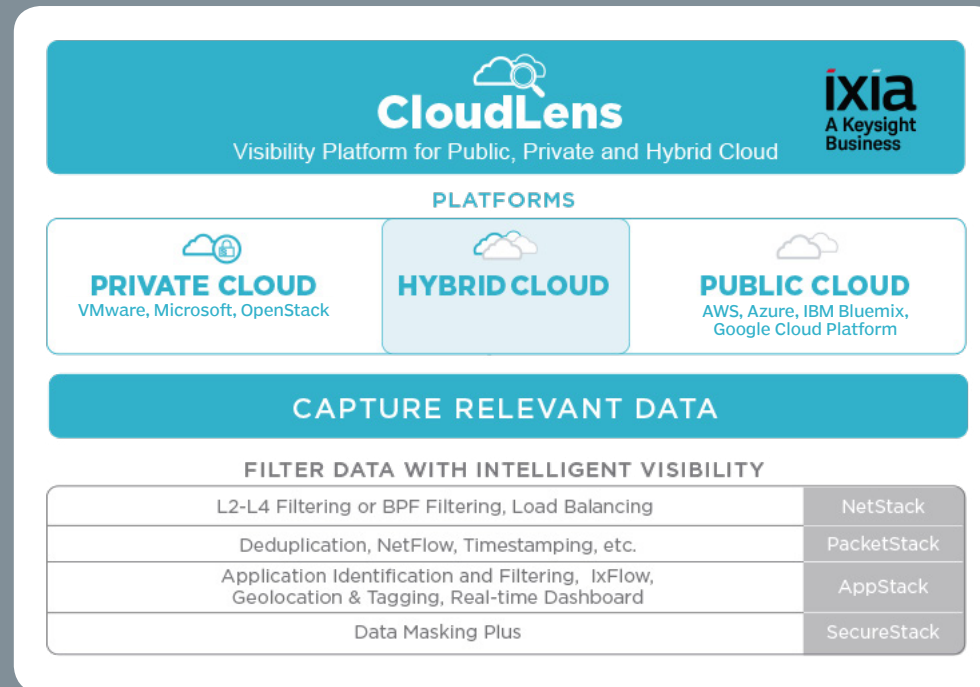 CloudLens
Visibility Platform for Public, Private and Hybrid Cloud
ixia
A Keysight
Business
PLATFORMS
PRIVATE CLOUD
VMware, Microsoft, OpenStack
HYBRID CLOUD
PUBLIC CLOUD
AWS, Azure, IBM Bluemix,
Google Cloud Platform
CAPTURE RELEVANT DATA
FILTER DATA WITH INTELLIGENT VISIBILITY
L2-L4 Filtering or BPF Filtering, Load Balancing
NetStack
Deduplication, NetFlow, Timestamping, etc.
PacketStack
Application Identification and Filtering, IxFlow,
Geolocation & Tagging, Real-time Dashboard
AppStack
Data Masking Plus
SecureStack